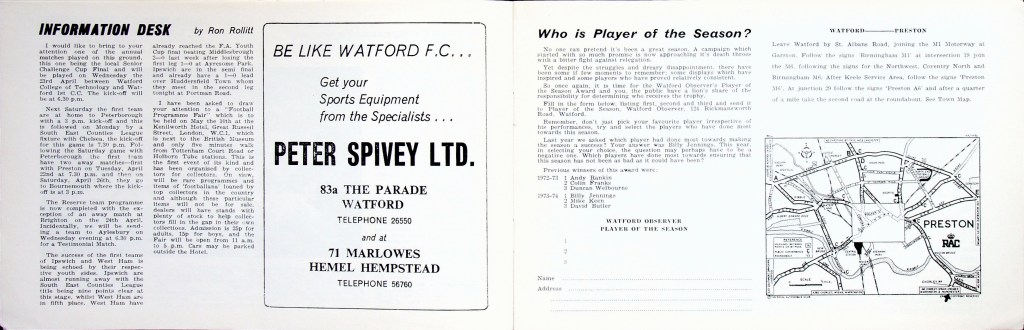 INFORMATION DESK by Ron Rollitt
I would like to bring to your
attention one of the annual
matches played on this ground,
this one being the local Senior
Challenge Cup Final and will
be played on Wednesday the
23rd April between Watford
College of Technology and Wat-
ford 1st C.C. The kick-off will
be at 6.30 p.m.
Next Saturday the first team
are at home to Peterborough
with a 3 p.m. kick-off and this
is followed on Monday by a
South East Counties League
fixture with Chelsea, the kick-off
for this game is 7.30 p.m. Fol-
lowing the Saturday game with
Peterborough the first team
have two away matches—first
with Preston on Tuesday, April
22nd at 7.30 p.m. and then on
Saturday, April 26th, they go
to Bournemouth where the kick-
off is at 3 p.m.
The Reserve team programme
is now completed with the ex-
ception of an away match at
Brighton on the 24th April.
Incidentally, we will be send-
ing a team to Aylesbury on
Wednesday evening at 6.30 p.m.
for a Testimonial Match.
The success of the first teams
of Ipswich and West Ham is
being echoed by their respec-
tive youth sides. Ipswich are
almost running away with the
South East Counties League
title being nine points clear at
this stage, whilst West Ham are
in fifth place. West Ham have
already reached the F.A. Youth
Cup final beating Middlesbrough
2—0 last week after losing the
first leg 1—0 at Ayresome Park.
Ipswich are in the semi final
and already have a 1—0 lead
over Huddersfield Town whom
they meet in the second leg
tonight at Portman Road.
I have been asked to draw
your attention to a "Football
Programme Fair" which is to
be held on May 10th at the
Kenilworth Hotel, Great Russell
Street, London, W.C.1, which
is next to the British Museum
and only five minutes walk
from Tottenham Court Road or
Holborn Tube stations. This is
the first event of its kind and
has been organised by collec-
tors for collectors. On view,
will be rare programmes and
items of 'footballana' loaned by
top collectors in the country
and although these particular
items will not be for sale,
dealers will have stands with
plenty of stock to help collec-
tors fill in the gap in their own
collections. Admission is 25p for
adults, 15p for boys, and the
Fair will be open from 11 a.m.
to 5 p.m. Cars may be parked
outside the Hotel.
BE LIKE WATFORD F.C. . .
Get your
Sports Equipment
from the Specialists . . .
PETER SPIVEY LTD.
83a THE PARADE
WATFORD
TELEPHONE 26550
and at
71 MARLOWES
HEMEL HEMPSTEAD
TELEPHONE 56760
Who is Player of the Season?
No one can pretend it's been a great season. A campaign which
started with so much promise is now approaching it's death throe
with a bitter fight against relegation.
Yet despite the struggles and dreary disappointment, there have
been some few moments to remember; some displays which have
inspired and some players who have proved relatively consistent.
So once again, it is time for the Watford Observer's Player of
the Season Award and you, the public have the lion's share of the
responsibility for determining who receives the trophy.
Fill in the form below, listing first, second and third and send it
to Player of the Season, Watford Observer, 124 Rickmansworth
Road, Watford.
Remember, don't just pick your favourite player irrespective of
his performances, try and select the players who have done most
towards this season.
Last year we asked which player had done most towards making
the season a success? Your answer was Billy Jennings. This year,
in selecting your choice, the question may perhaps have to be a
negative one. Which players have done most towards ensuring that
this season has not been as bad as it could have been?
Previous winners of this award were:
1972-73 1 Andy Rankin
2 Colin Franks
3 Duncan Welbourne
1973-74 1 Billy Jennings
2 Mike Keen
3 David Butler
WATFORD OBSERVER
PLAYER OF THE SEASON
1
2
3
Name
Address
WATFORD — PRESTON
Leave Watford by St. Albans Road, joining the M1 Motorway at
Garston. Follow the signs 'Birmingham M1' at intersection 19 join
the M6, following the signs for the Northwest, Coventry North and
Birmingham M6. After Keele Service Area, follow the signs 'Preston
M6'. At junction 29 follow the signs 'Preston A6' and after a quarter
of a mile take the second road at the roundabout. See Town Map.
PRESTON
RAC